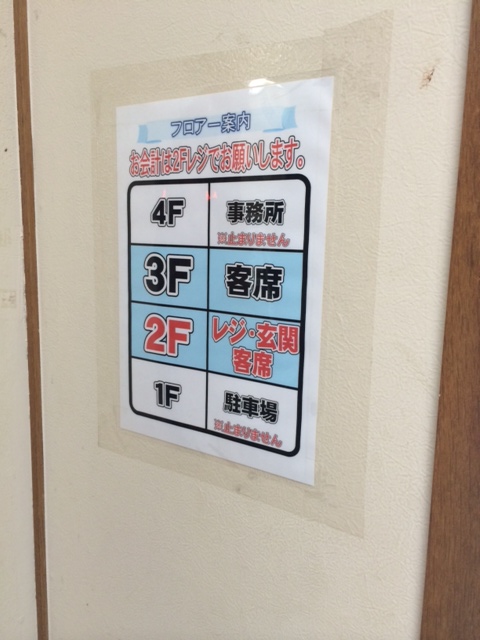 フロアー案内
お会計は2Fレジでお願いします。
4F 事務所
※止まりません
3F 客席
2F レジ・玄関
客席
1F 駐車場
※止まりません